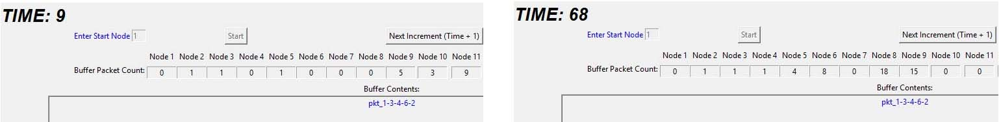 TIME: 9
Enter Start Node 1 Start Next Increment (Time + 1)
Node 1 Node 2 Node 3 Node 4 Node 5 Node 6 Node 7 Node 8 Node 9 Node 10 Node 11
Buffer Packet Count: 0 1 1 0 1 0 0 0 5 3 9
Buffer Contents:
pkt_1-3-4-6-2
TIME: 68
Enter Start Node 1 Start Next Increment (Time + 1)
Node 1 Node 2 Node 3 Node 4 Node 5 Node 6 Node 7 Node 8 Node 9 Node 10 Node 11
Buffer Packet Count: 0 1 1 1 4 8 0 18 15 0 0
Buffer Contents:
pkt_1-3-4-6-2